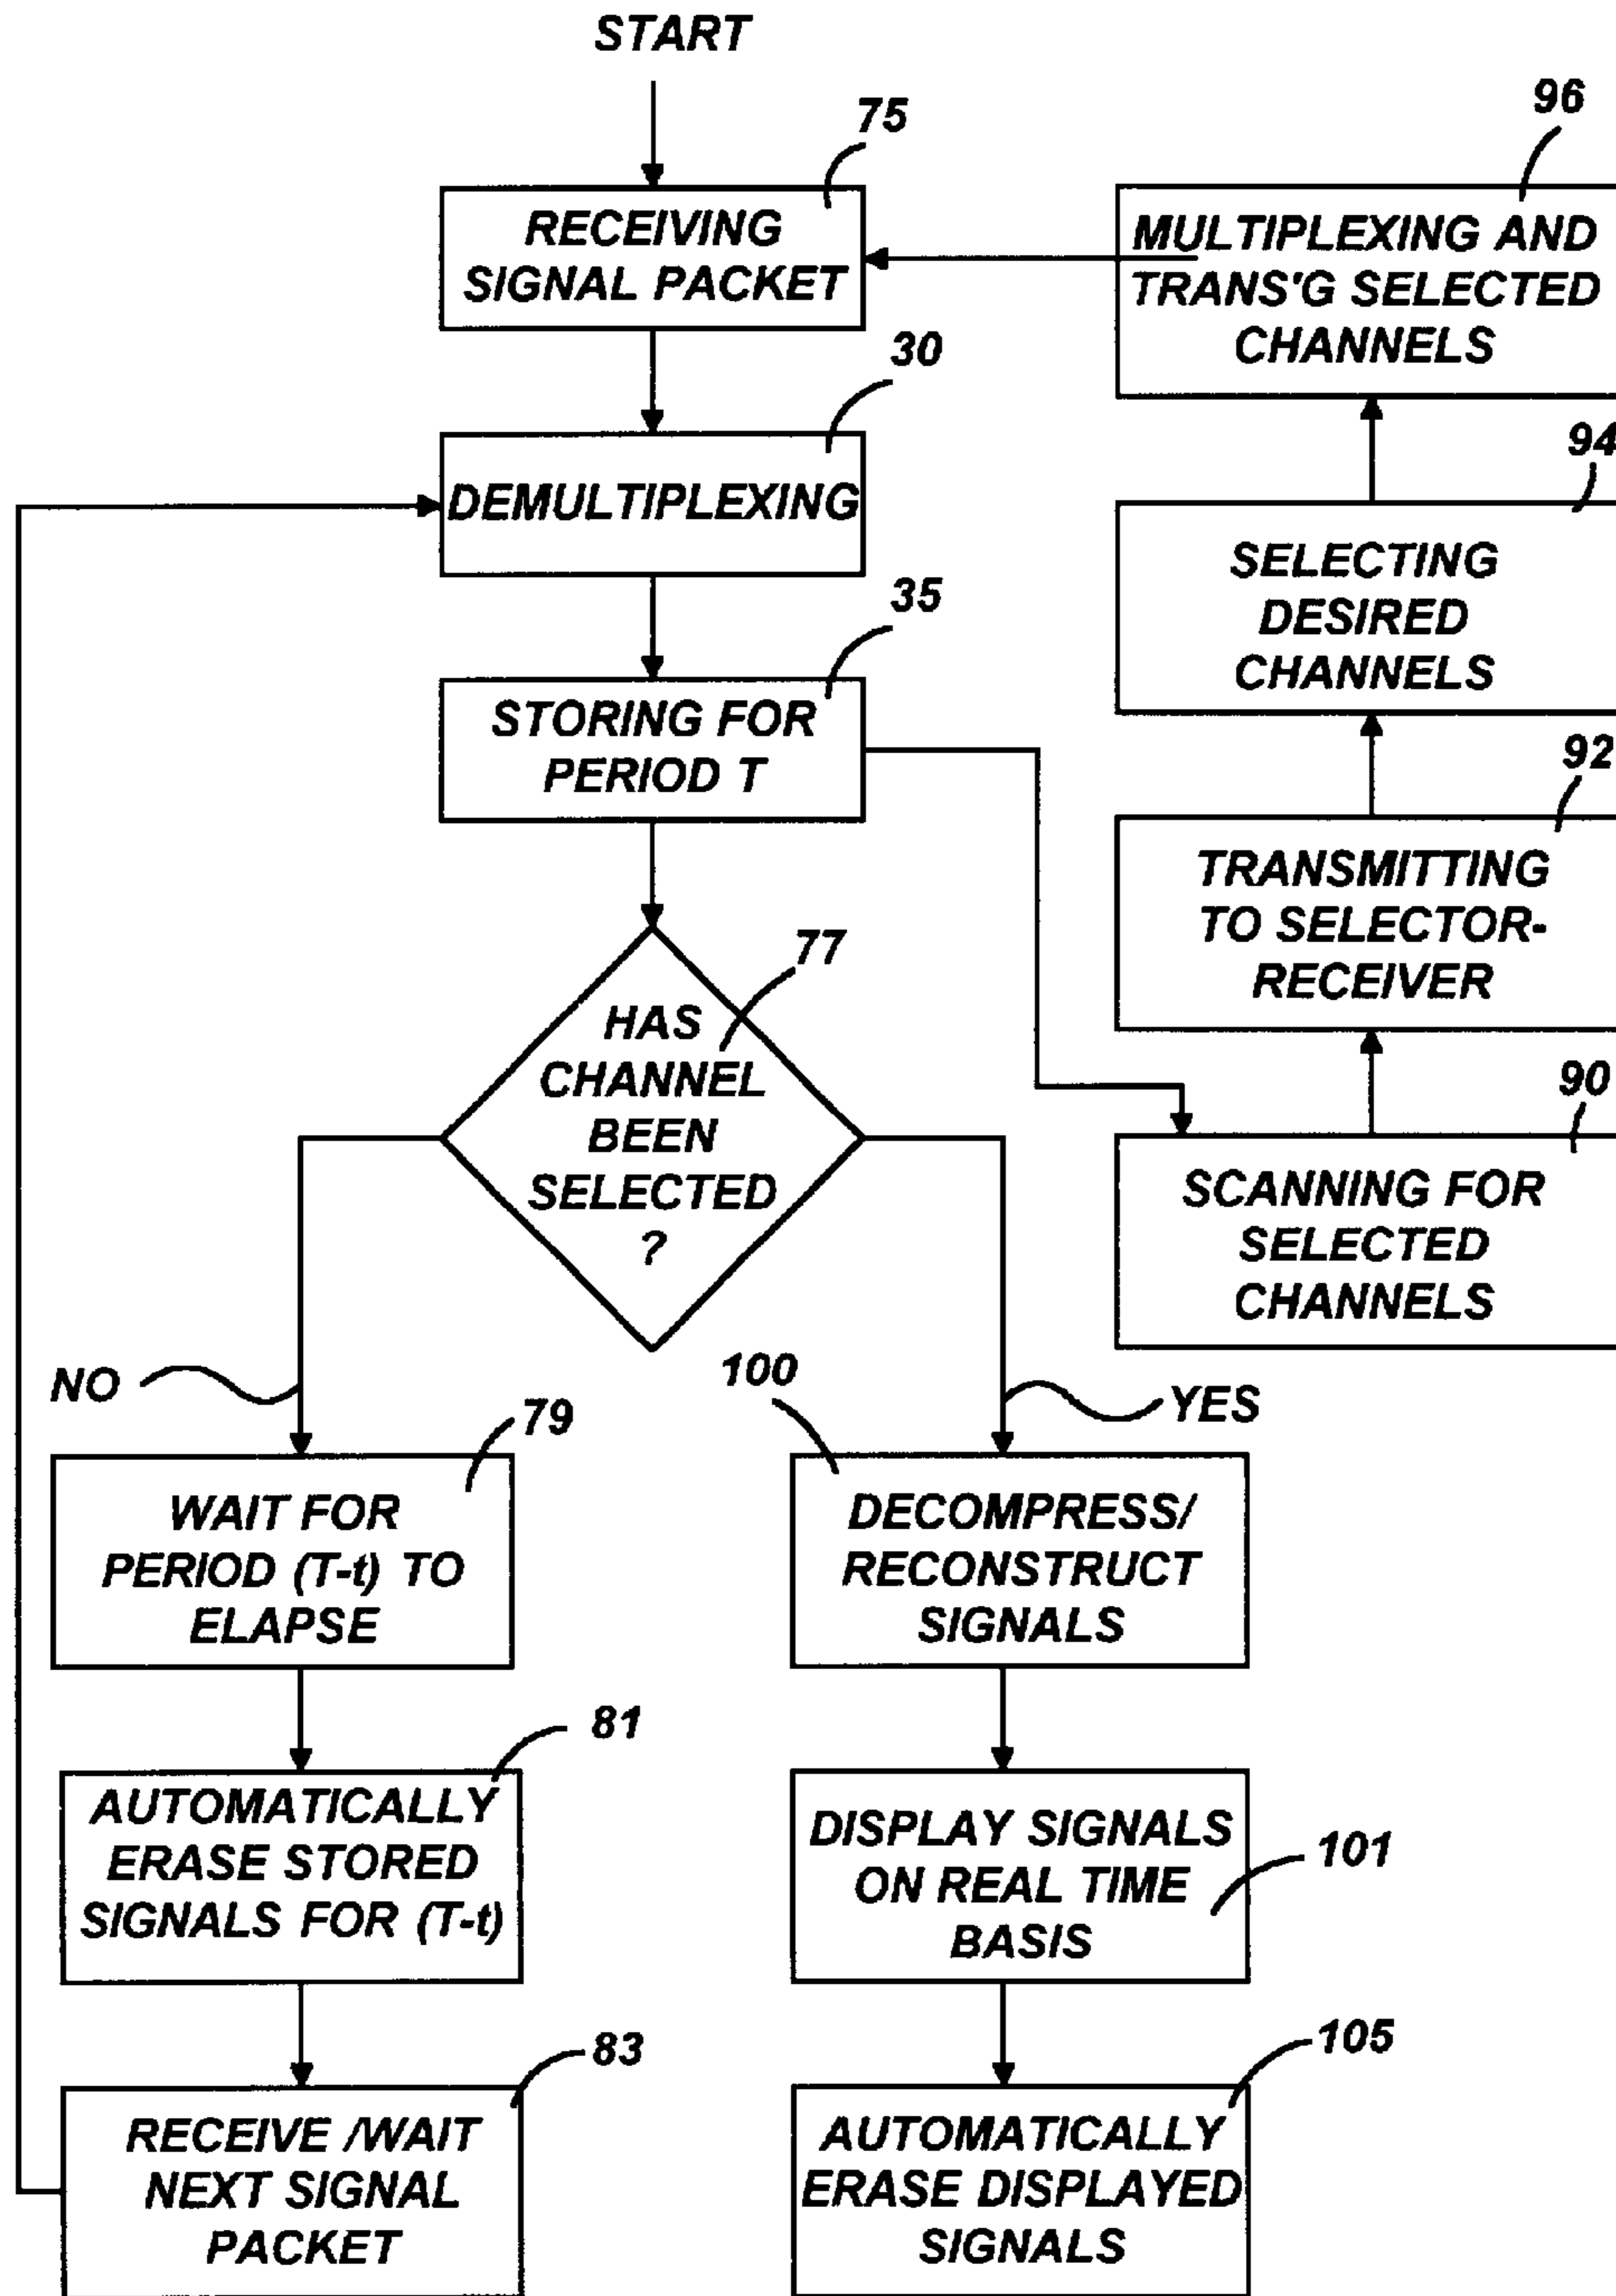 START
75
RECEIVING
SIGNAL PACKET
96
MULTIPLEXING AND
TRANS'G SELECTED
CHANNELS
30
DEMULTIPLEXING
94
SELECTING
DESIRED
CHANNELS
35
STORING FOR
PERIOD T
92
TRANSMITTING
TO SELECTOR-
RECEIVER
77
HAS
CHANNEL
BEEN
SELECTED
?
90
SCANNING FOR
SELECTED
CHANNELS
NO
YES
79
WAIT FOR
PERIOD (T-t) TO
ELAPSE
100
DECOMPRESS/
RECONSTRUCT
SIGNALS
81
AUTOMATICALLY
ERASE STORED
SIGNALS FOR (T-t)
101
DISPLAY SIGNALS
ON REAL TIME
BASIS
83
RECEIVE /WAIT
NEXT SIGNAL
PACKET
105
AUTOMATICALLY
ERASE DISPLAYED
SIGNALS